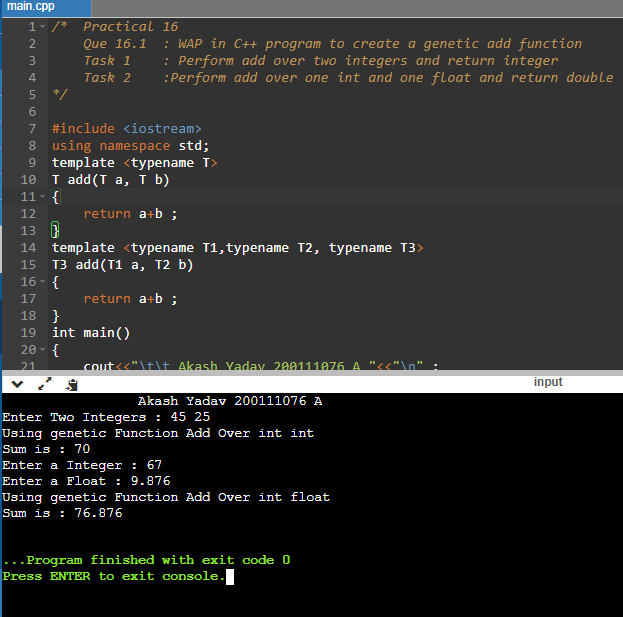 main.cpp
1 /* Practical 16
2 Que 16.1 : WAP in C++ program to create a genetic add function
3 Task 1 : Perform add over two integers and return integer
4 Task 2 :Perform add over one int and one float and return double
5 */
6
7 #include <iostream>
8 using namespace std;
9 template <typename T>
10 T add(T a, T b)
11 {
12 return a+b ;
13 }
14 template <typename T1,typename T2, typename T3>
15 T3 add(T1 a, T2 b)
16 {
17 return a+b ;
18 }
19 int main()
20 {
21 cout<<"\t\t Akash Yadav 200111076 A "<<"\n" ;
input
Akash Yadav 200111076 A
Enter Two Integers : 45 25
Using genetic Function Add Over int int
Sum is : 70
Enter a Integer : 67
Enter a Float : 9.876
Using genetic Function Add Over int float
Sum is : 76.876
...Program finished with exit code 0
Press ENTER to exit console.